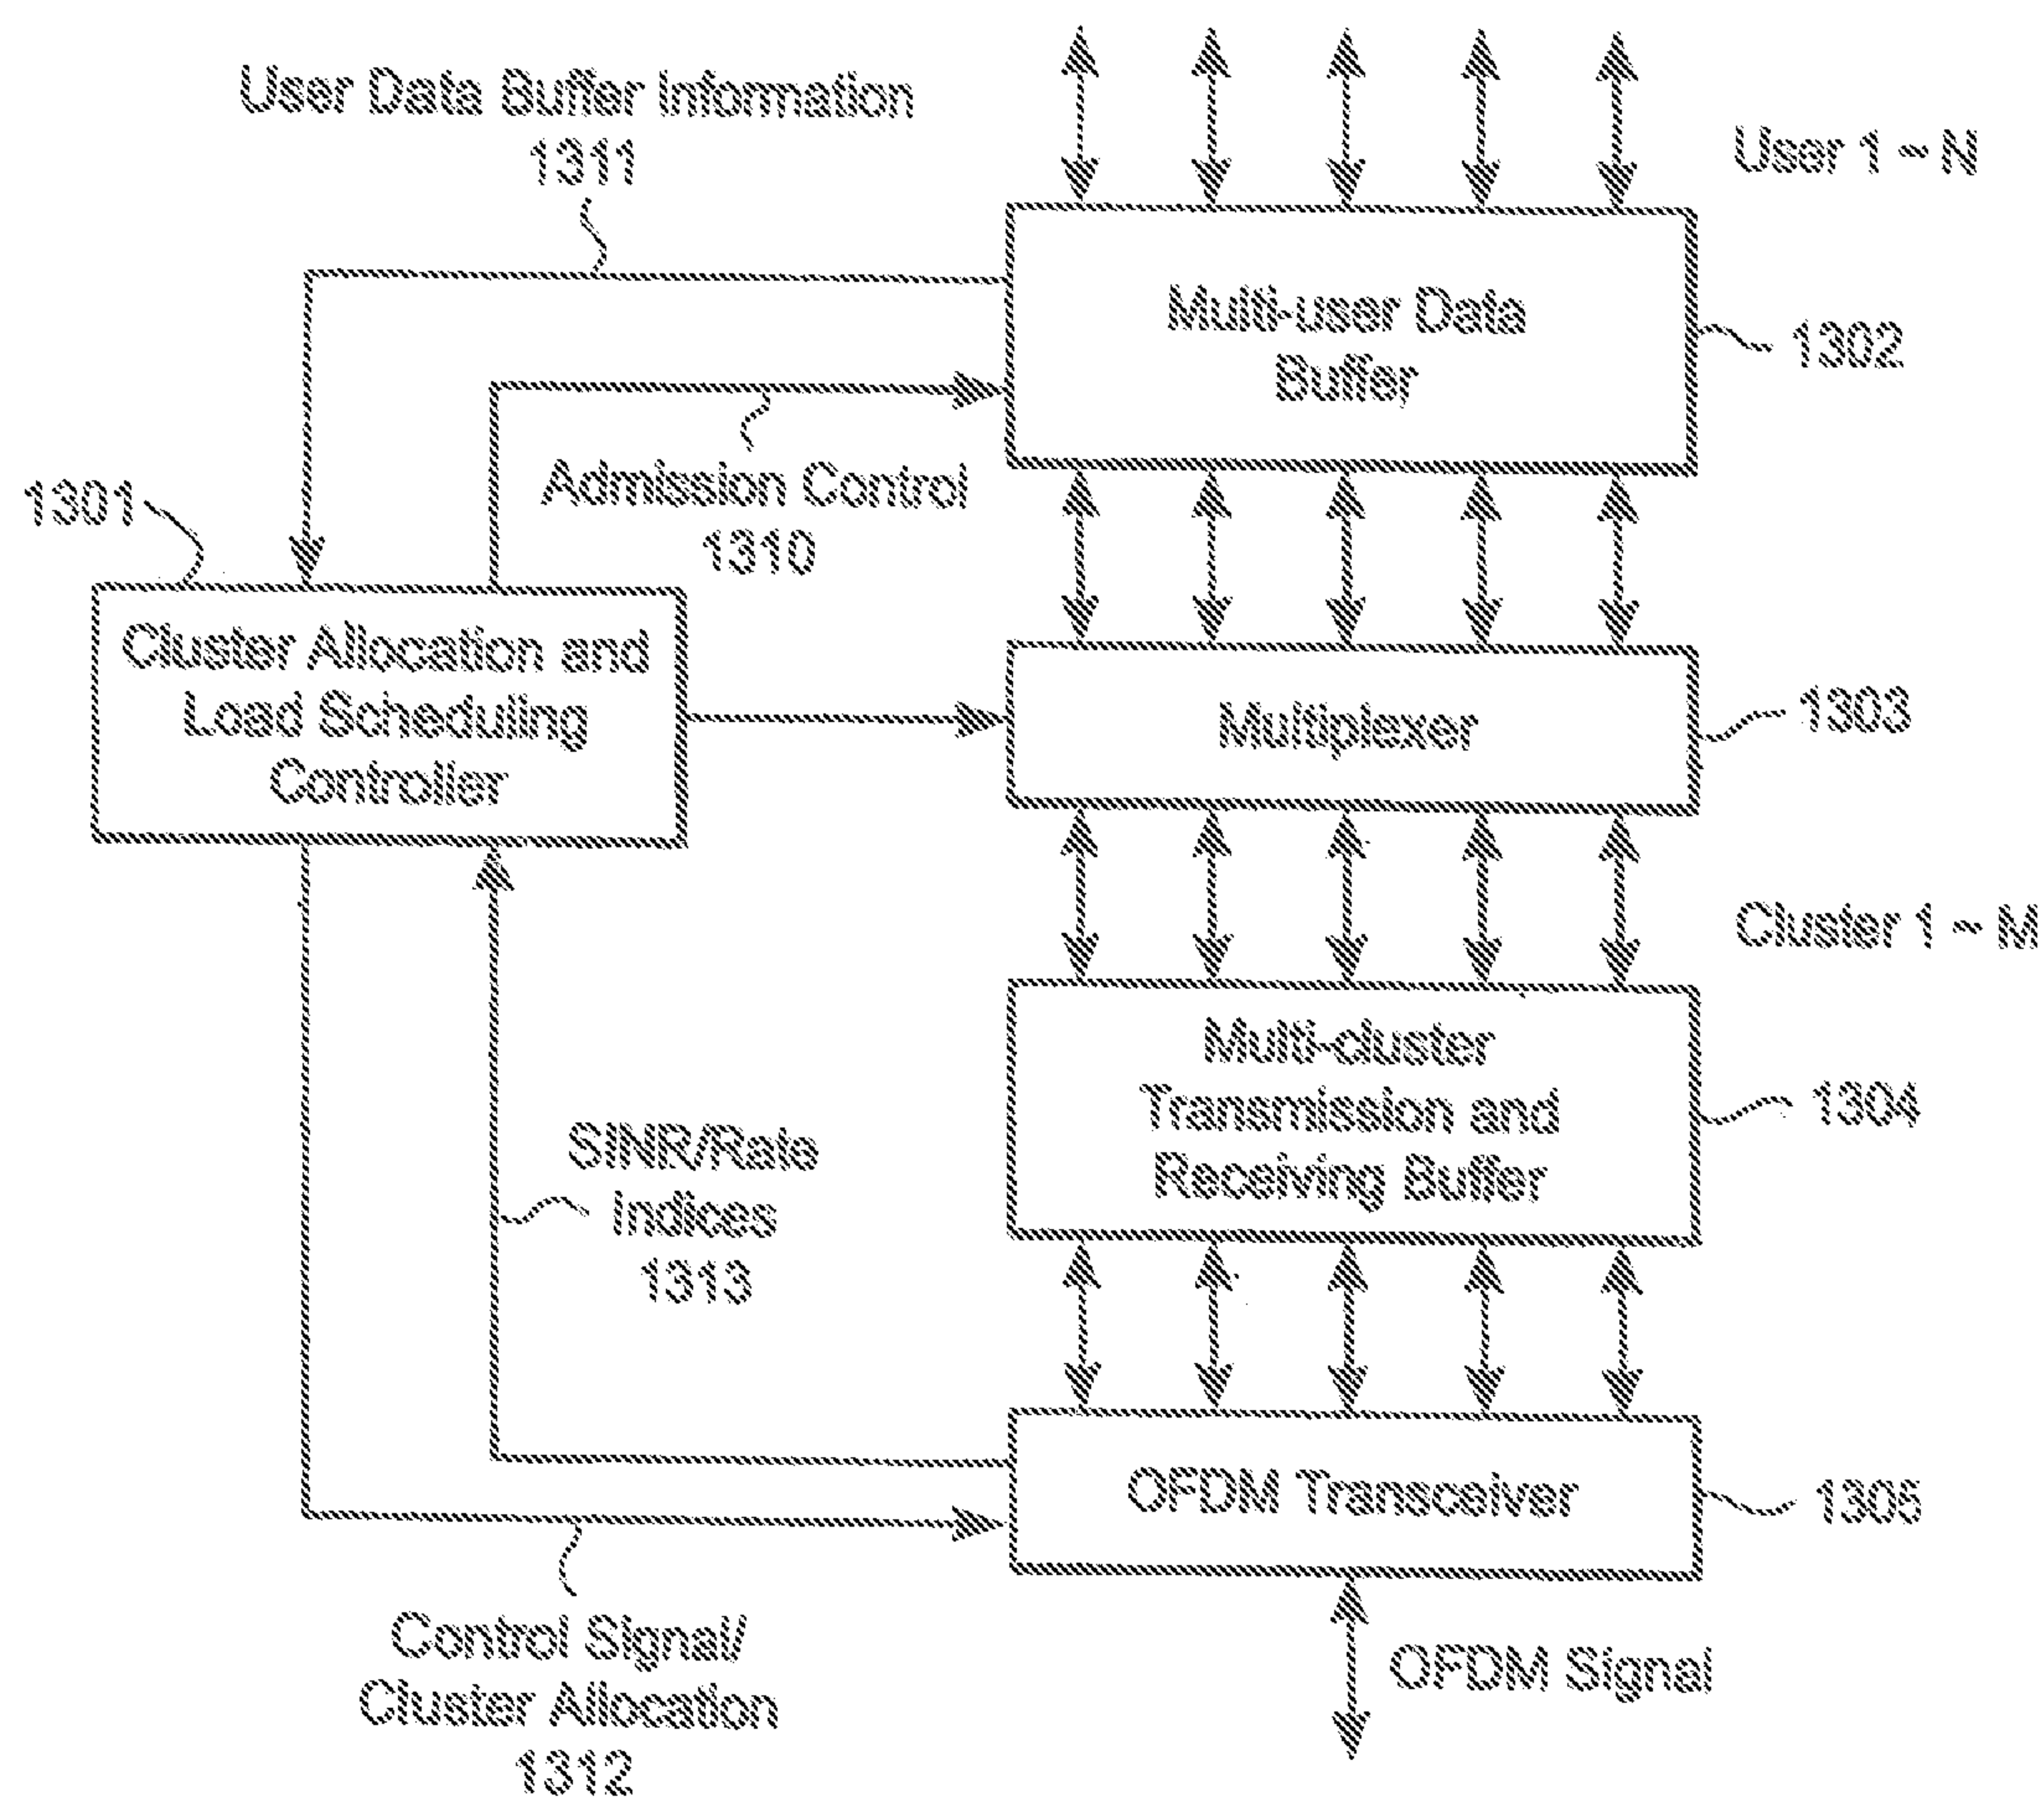 User Data Buffer Information
1311
User 1 ~ N
Multi-user Data
Buffer
1302
Admission Control
1310
1301
Cluster Allocation and
Load Scheduling
Controller
Multiplexer
1303
Cluster 1 ~ M
Multi-cluster
Transmission and
Receiving Buffer
1304
SINR/Rate
Indices
1313
OFDM Transceiver
1305
Control Signal/
Cluster Allocation
1312
OFDM Signal